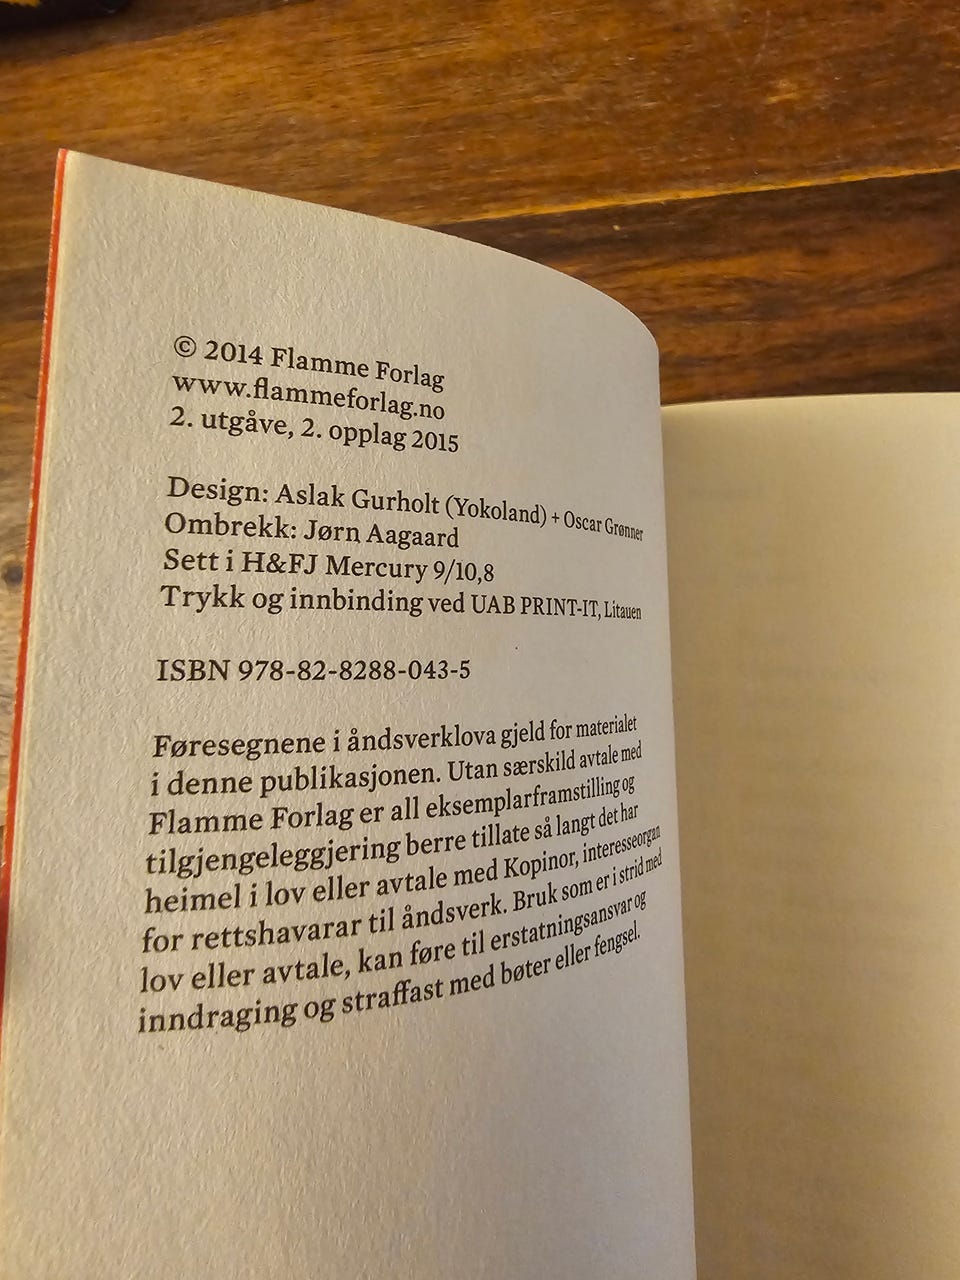 © 2014 Flamme Forlag
www.flammeforlag.no
2. utgåve, 2. opplag 2015
Design: Aslak Gurholt (Yokoland) + Oscar Grønner
Ombrekk: Jørn Aagaard
Sett i H&FJ Mercury 9/10,8
Trykk og innbinding ved UAB PRINT-IT, Litauen
ISBN 978-82-8288-043-5
Føresegnene i åndsverklova gjeld for materialet
i denne publikasjonen. Utan særskild avtale med
Flamme Forlag er all eksemplarframstilling og
tilgjengeleggjering berre tillate så langt det har
heimel i lov eller avtale med Kopinor, interesseorgan
for rettshavarar til åndsverk. Bruk som er i strid med
lov eller avtale, kan føre til erstatningsansvar og
inndraging og straffast med bøter eller fengsel.